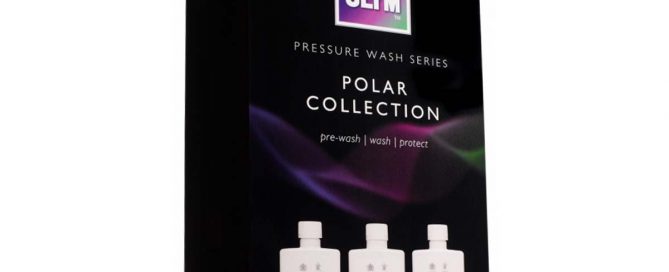 PRESSURE WASH SERIES
POLAR
COLLECTION
pre-wash | wash | protect